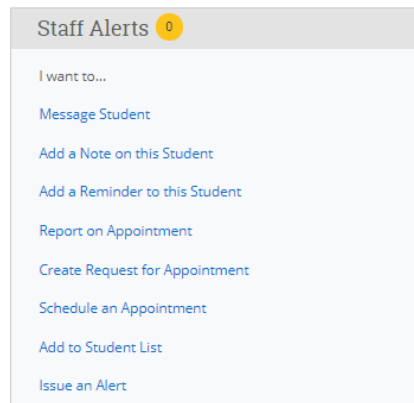 Staff Alerts 0
I want to...
Message Student
Add a Note on this Student
Add a Reminder to this Student
Report on Appointment
Create Request for Appointment
Schedule an Appointment
Add to Student List
Issue an Alert